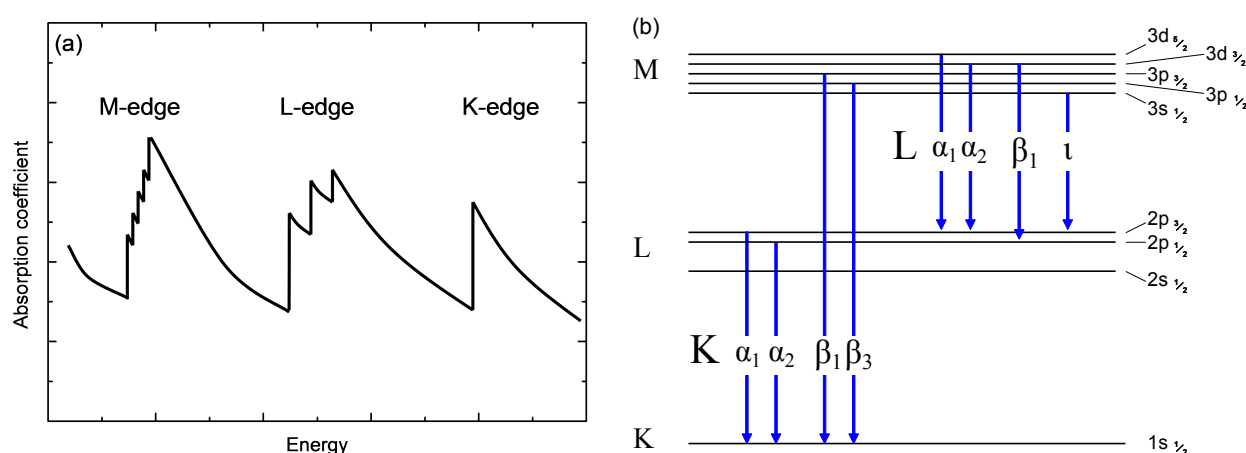 (a)
M-edge
L-edge
K-edge
Absorption coefficient
Energy
(b)
M
3d 5/2
3d 3/2
3p 3/2
3p 1/2
3s 1/2
L α₁ α₂ β₁ ι
L
2p 3/2
2p 1/2
2s 1/2
K α₁ α₂ β₁ β₃
K
1s 1/2